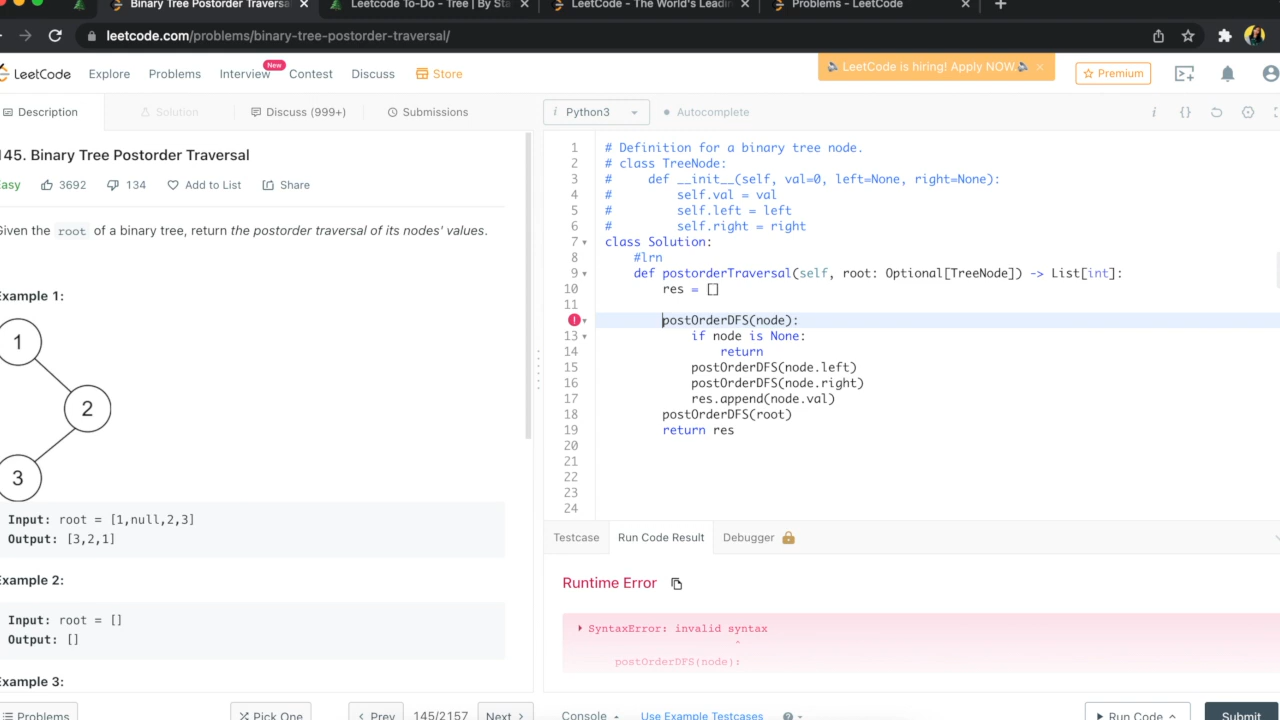 Binary Tree Postorder Traversa
Leetcode To-Do - Tree | By Sta
LeetCode - The World's Leadin
Problems - LeetCode
leetcode.com/problems/binary-tree-postorder-traversal/
LeetCode Explore Problems Interview New Contest Discuss Store
LeetCode is hiring! Apply NOW
Premium
Description Solution Discuss (999+) Submissions
i Python3 Autocomplete
145. Binary Tree Postorder Traversal
Easy 3692 134 Add to List Share
Given the root of a binary tree, return the postorder traversal of its nodes' values.
Example 1:
1
2
3
Input: root = [1,null,2,3]
Output: [3,2,1]
Example 2:
Input: root = []
Output: []
Example 3:
1 # Definition for a binary tree node.
2 # class TreeNode:
3 #     def __init__(self, val=0, left=None, right=None):
4 #         self.val = val
5 #         self.left = left
6 #         self.right = right
7 class Solution:
8     #lrn
9     def postorderTraversal(self, root: Optional[TreeNode]) -> List[int]:
10         res = []
11
        postOrderDFS(node):
13             if node is None:
14                 return
15             postOrderDFS(node.left)
16             postOrderDFS(node.right)
17             res.append(node.val)
18         postOrderDFS(root)
19         return res
20
21
22
23
24
Testcase Run Code Result Debugger
Runtime Error
SyntaxError: invalid syntax
^
postOrderDFS(node):
Problems Pick One < Prev 145/2157 Next >
Console Use Example Testcases ? Run Code Submit